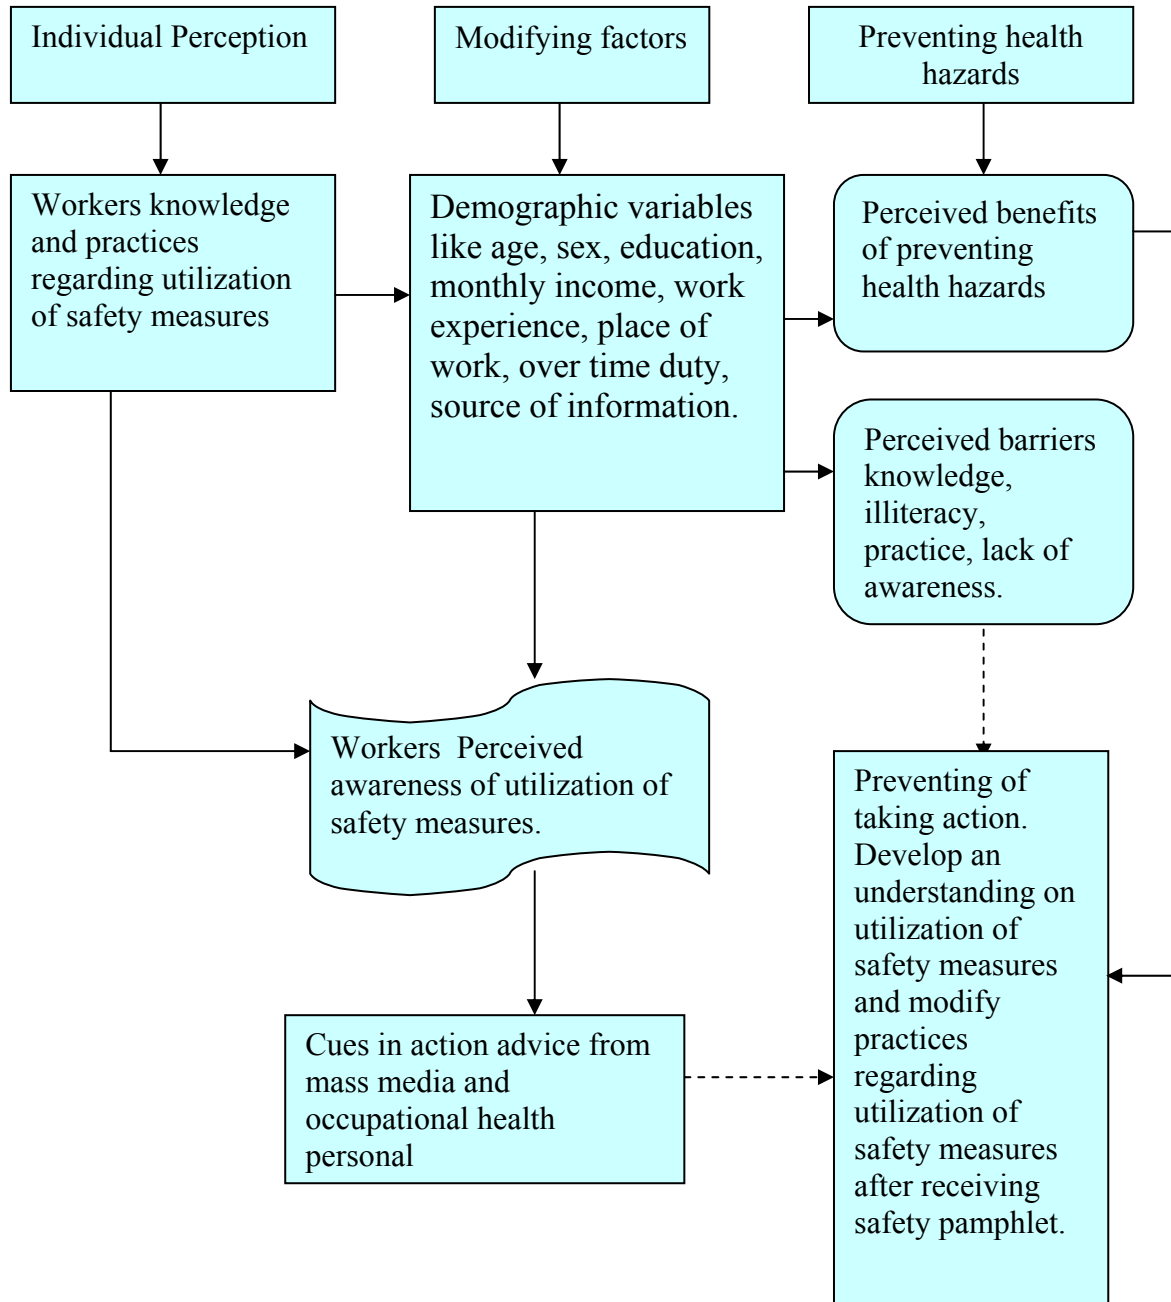 Individual Perception
Modifying factors
Preventing health
hazards
Workers knowledge
and practices
regarding utilization
of safety measures
Demographic variables
like age, sex, education,
monthly income, work
experience, place of
work, over time duty,
source of information.
Perceived benefits
of preventing
health hazards
Perceived barriers
knowledge,
illiteracy,
practice, lack of
awareness.
Workers  Perceived
awareness of utilization of
safety measures.
Preventing of
taking action.
Develop an
understanding on
utilization of
safety measures
and modify
practices
regarding
utilization of
safety measures
after receiving
safety pamphlet.
Cues in action advice from
mass media and
occupational health
personal